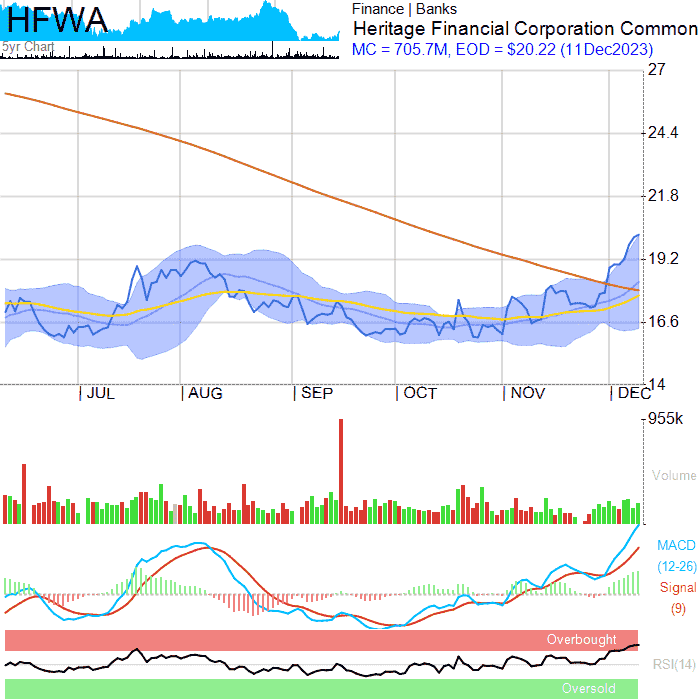 HFWA
5yr Chart
Finance | Banks
Heritage Financial Corporation Common
MC = 705.7M, EOD = $20.22 (11Dec2023)
27
24.4
21.8
19.2
16.6
14
JUL
AUG
SEP
OCT
NOV
DEC
955k
Volume
MACD
(12-26)
Signal
(9)
Overbought
RSI(14)
Oversold